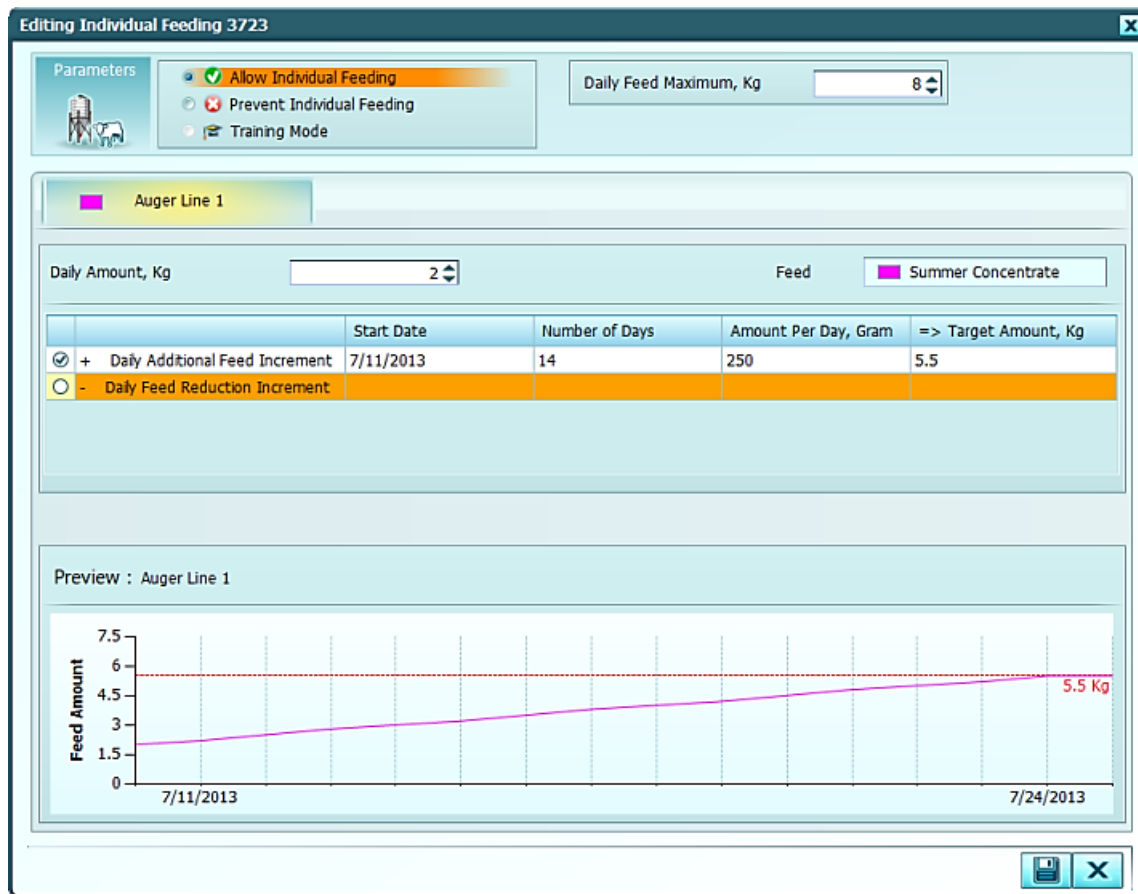 Editing Individual Feeding 3723
Parameters
Allow Individual Feeding
Prevent Individual Feeding
Training Mode
Daily Feed Maximum, Kg 8
Auger Line 1
Daily Amount, Kg 2 Feed Summer Concentrate
Start Date Number of Days Amount Per Day, Gram => Target Amount, Kg
+ Daily Additional Feed Increment 7/11/2013 14 250 5.5
- Daily Feed Reduction Increment
Preview : Auger Line 1
Feed Amount
7.5
6
4.5
3
1.5
0
5.5 Kg
7/11/2013 7/24/2013